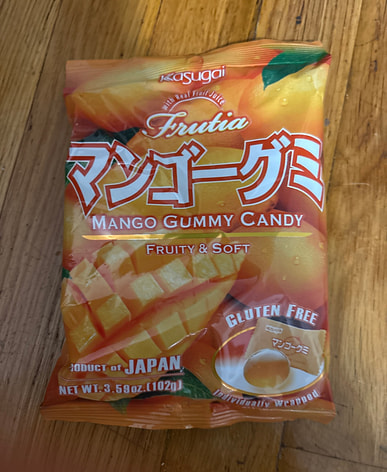 Kasugai
With Real Fruit Juice
Frutia
マンゴーグミ
MANGO GUMMY CANDY
FRUITY & SOFT
GLUTEN FREE
マンゴーグミ
PRODUCT of JAPAN
NET WT. 3.59oz.(102g)
Individually Wrapped